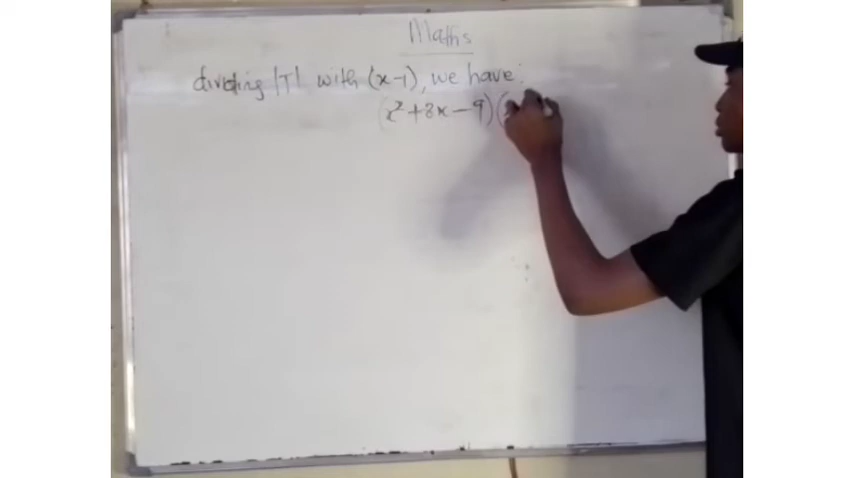 Maths
dividing |T| with (x-1), we have:
(x²+8x-9)(